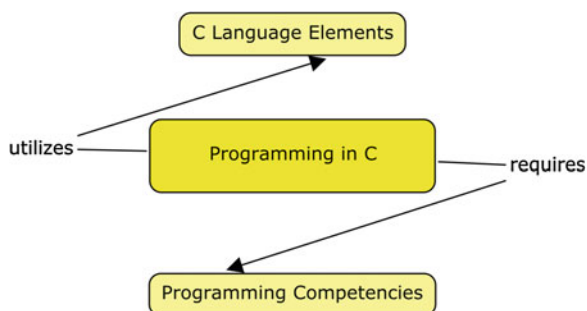 C Language Elements
utilizes
Programming in C
requires
Programming Competencies